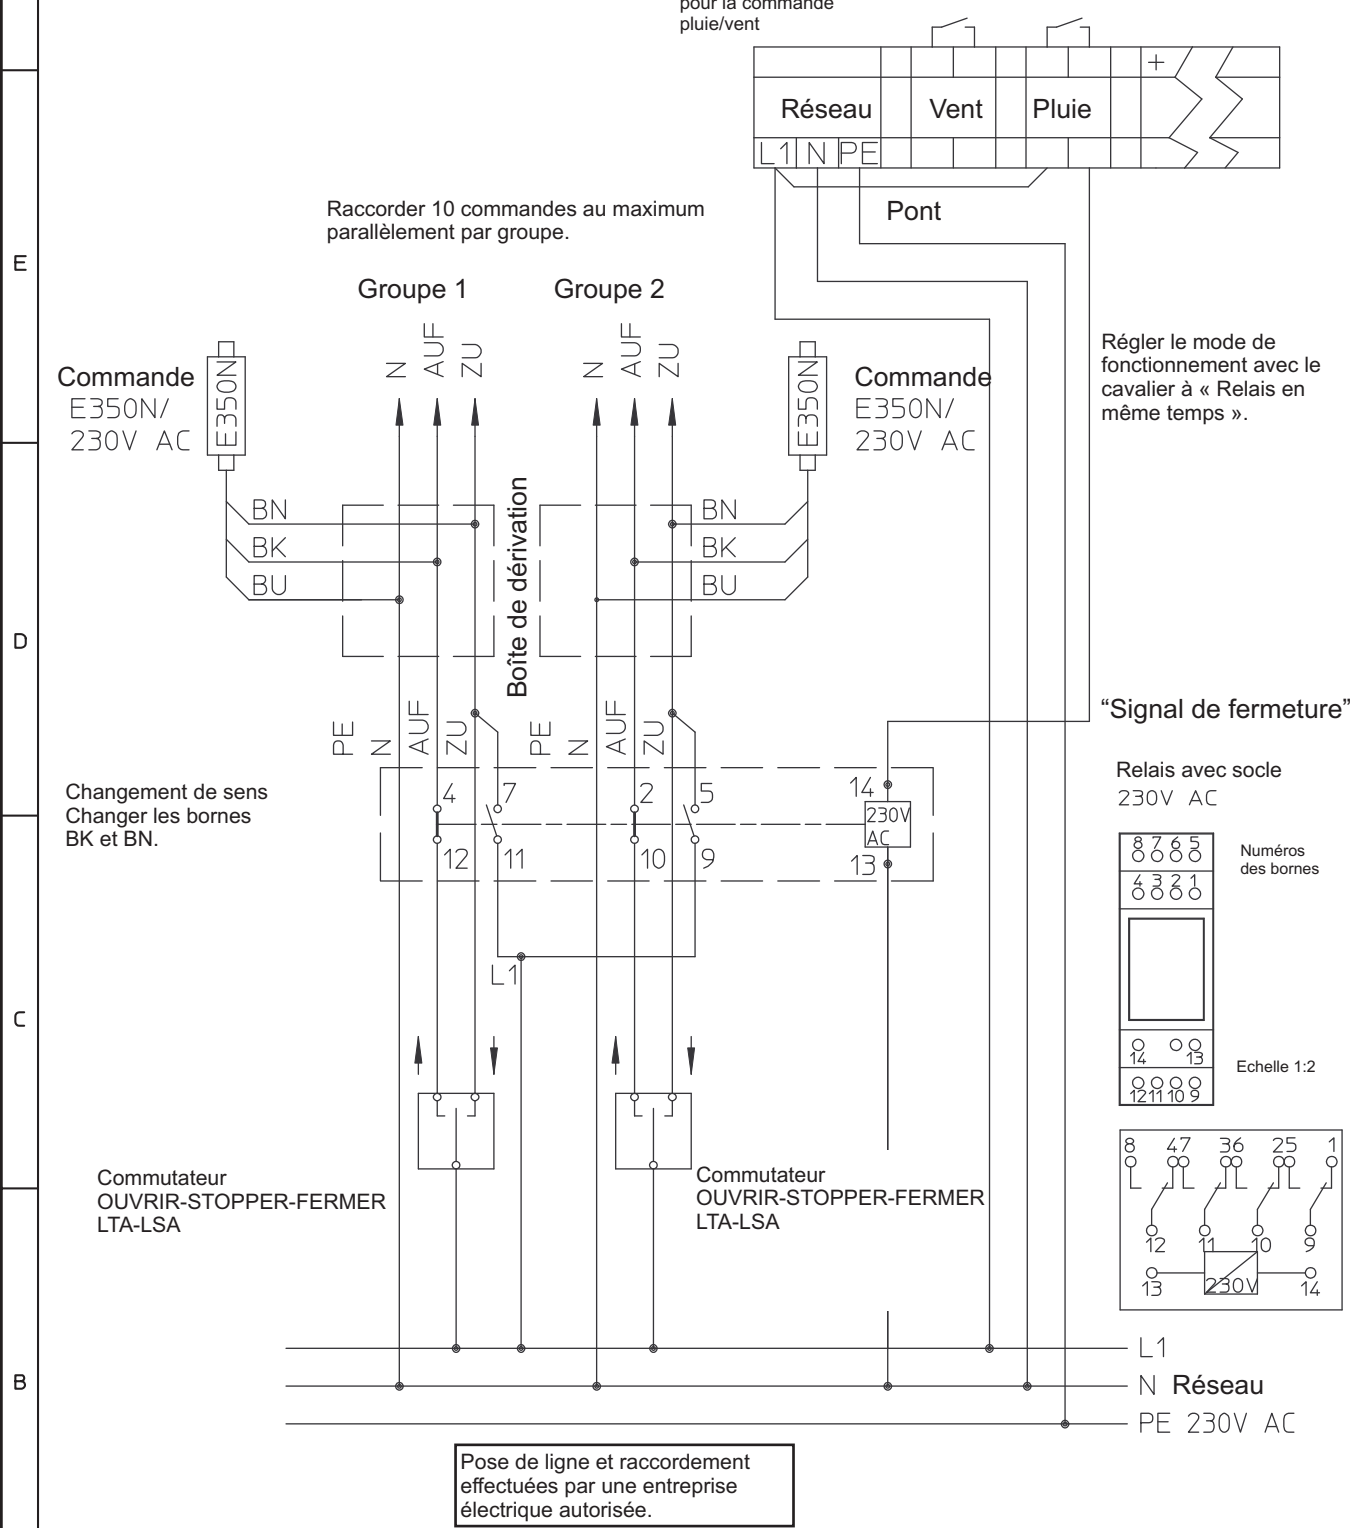 pour la commande
pluie/vent
+
Réseau
Vent
Pluie
L1 N PE
Pont
Raccorder 10 commandes au maximum
parallèlement par groupe.
E
Groupe 1
Groupe 2
N
AUF
ZU
N
AUF
ZU
Commande
E350N/
230V AC
E350N
E350N
Commande
E350N/
230V AC
Régler le mode de
fonctionnement avec le
cavalier à « Relais en
même temps ».
BN
BK
BU
Boîte de dérivation
BN
BK
BU
D
PE
N
AUF
ZU
PE
N
AUF
ZU
“Signal de fermeture”
Relais avec socle
230V AC
Changement de sens
Changer les bornes
BK et BN.
4
7
2
5
14
230V
AC
12
11
10
9
13
8 7 6 5
4 3 2 1
Numéros
des bornes
L1
C
14
13
12 11 10 9
Echelle 1:2
8
47
36
25
1
12
11
10
9
13
230V
14
Commutateur
OUVRIR-STOPPER-FERMER
LTA-LSA
Commutateur
OUVRIR-STOPPER-FERMER
LTA-LSA
B
L1
N Réseau
PE 230V AC
Pose de ligne et raccordement
effectuées par une entreprise
électrique autorisée.